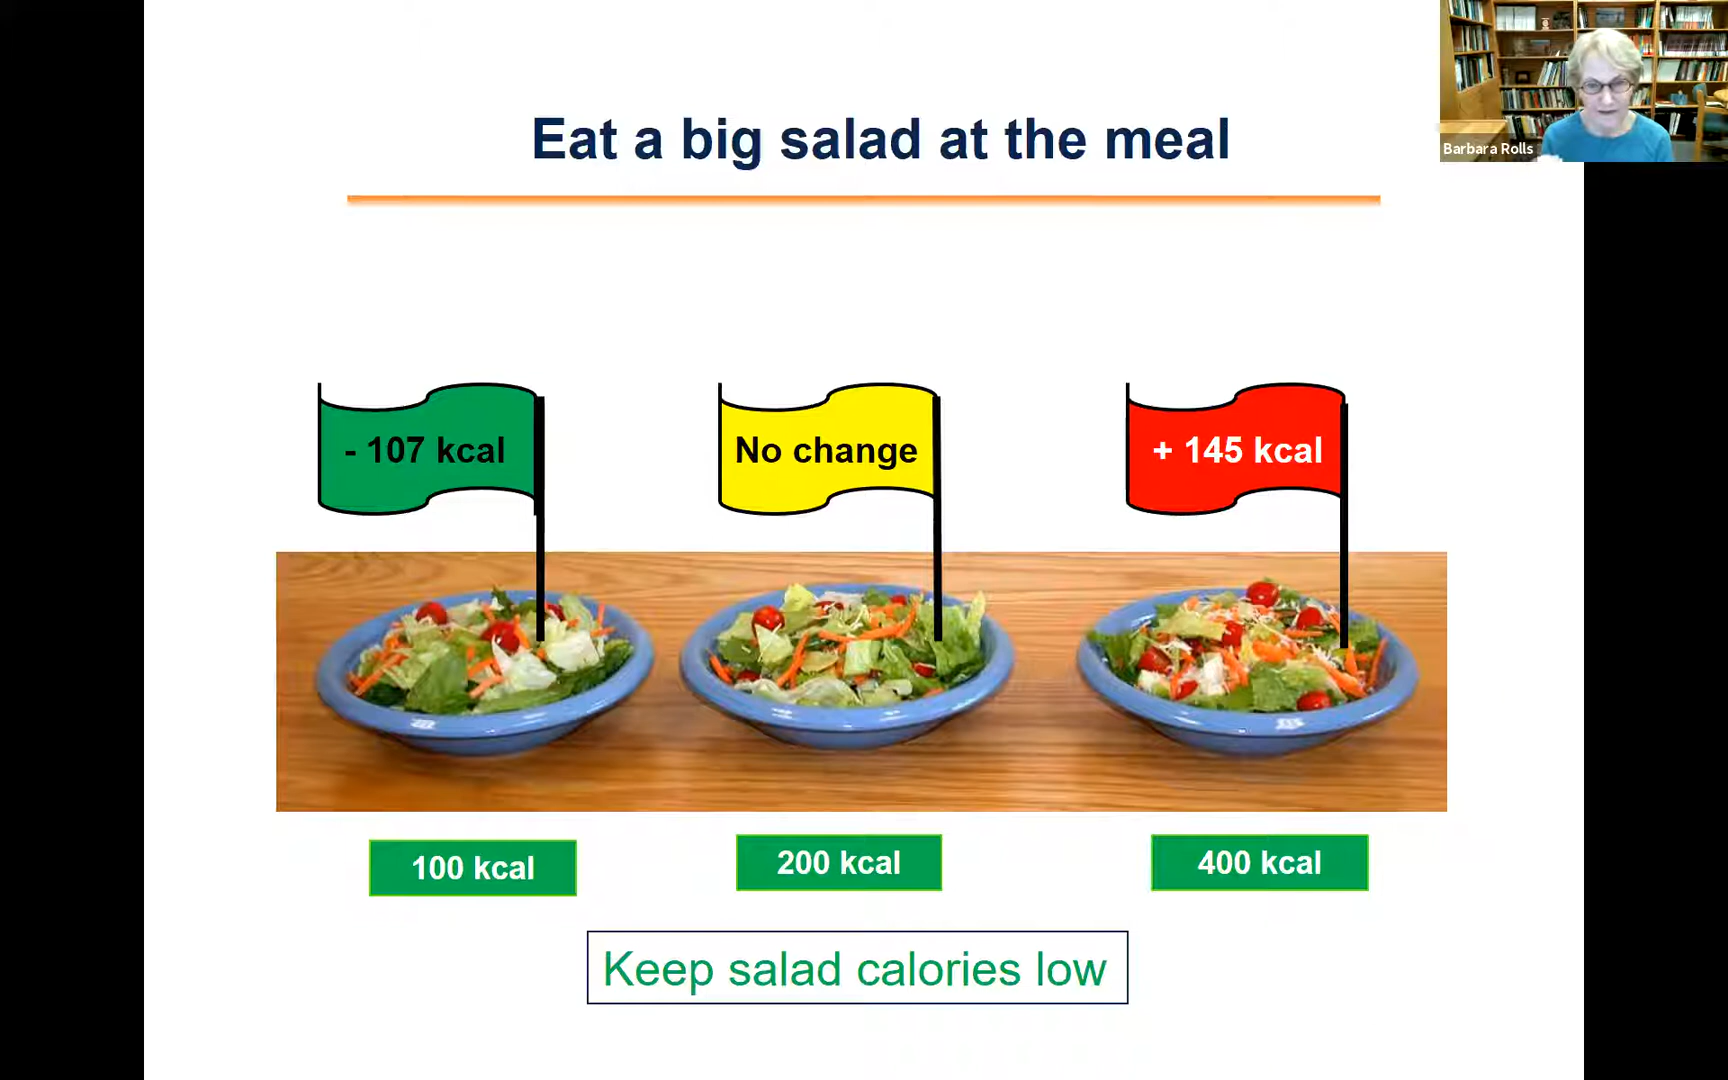 Eat a big salad at the meal
Barbara Rolls
- 107 kcal
No change
+ 145 kcal
100 kcal
200 kcal
400 kcal
Keep salad calories low